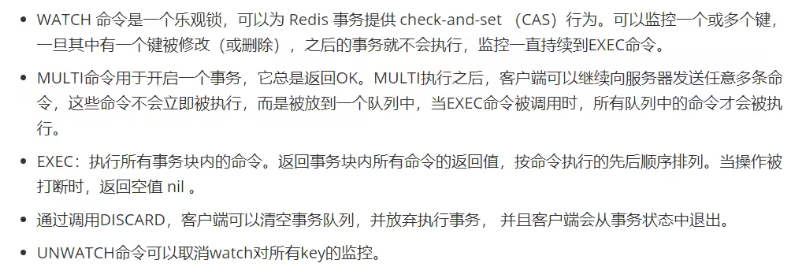 • WATCH 命令是一个乐观锁，可以为 Redis 事务提供 check-and-set （CAS）行为。可以监控一个或多个键，
一旦其中有一个键被修改（或删除），之后的事务就不会执行，监控一直持续到EXEC命令。
• MULTI命令用于开启一个事务，它总是返回OK。MULTI执行之后，客户端可以继续向服务器发送任意多条命
令，这些命令不会立即被执行，而是被放到一个队列中，当EXEC命令被调用时，所有队列中的命令才会被执
行。
• EXEC：执行所有事务块内的命令。返回事务块内所有命令的返回值，按命令执行的先后顺序排列。当操作被
打断时，返回空值 nil 。
• 通过调用DISCARD，客户端可以清空事务队列，并放弃执行事务， 并且客户端会从事务状态中退出。
• UNWATCH命令可以取消watch对所有key的监控。